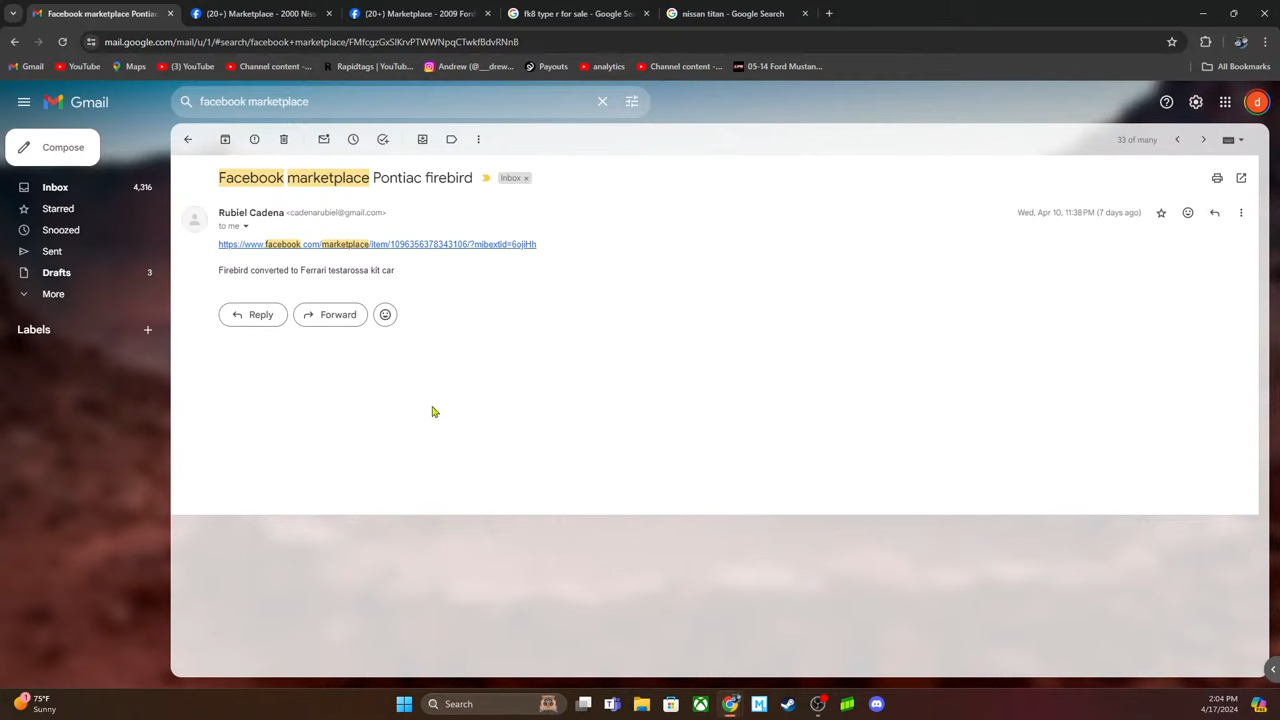 Facebook marketplace Pontiac
(20+) Marketplace - 2000 Niss
(20+) Marketplace - 2009 Ford
fk8 type r for sale - Google Se
nissan titan - Google Search
mail.google.com/mail/u/1/#search/facebook+marketplace/FMfcgzGxSlKrvPTWWNpqCTwkfBdvRNnB
Gmail
YouTube
Maps
(3) YouTube
Channel content -...
Rapidtags | YouTub...
Andrew (@___drew...
Payouts
analytics
Channel content -...
05-14 Ford Mustan...
All Bookmarks
Gmail
facebook marketplace
d
Compose
33 of many
Inbox 4,316
Starred
Snoozed
Sent
Drafts 3
More
Labels
Facebook marketplace Pontiac firebird
Inbox x
Rubiel Cadena <cadenarubiel@gmail.com>
Wed, Apr 10, 11:38 PM (7 days ago)
to me
https://www.facebook.com/marketplace/item/1096356378343106/?mibextid=6ojiHh
Firebird converted to Ferrari testarossa kit car
Reply
Forward
1
75°F
Sunny
Search
2:04 PM
4/17/2024